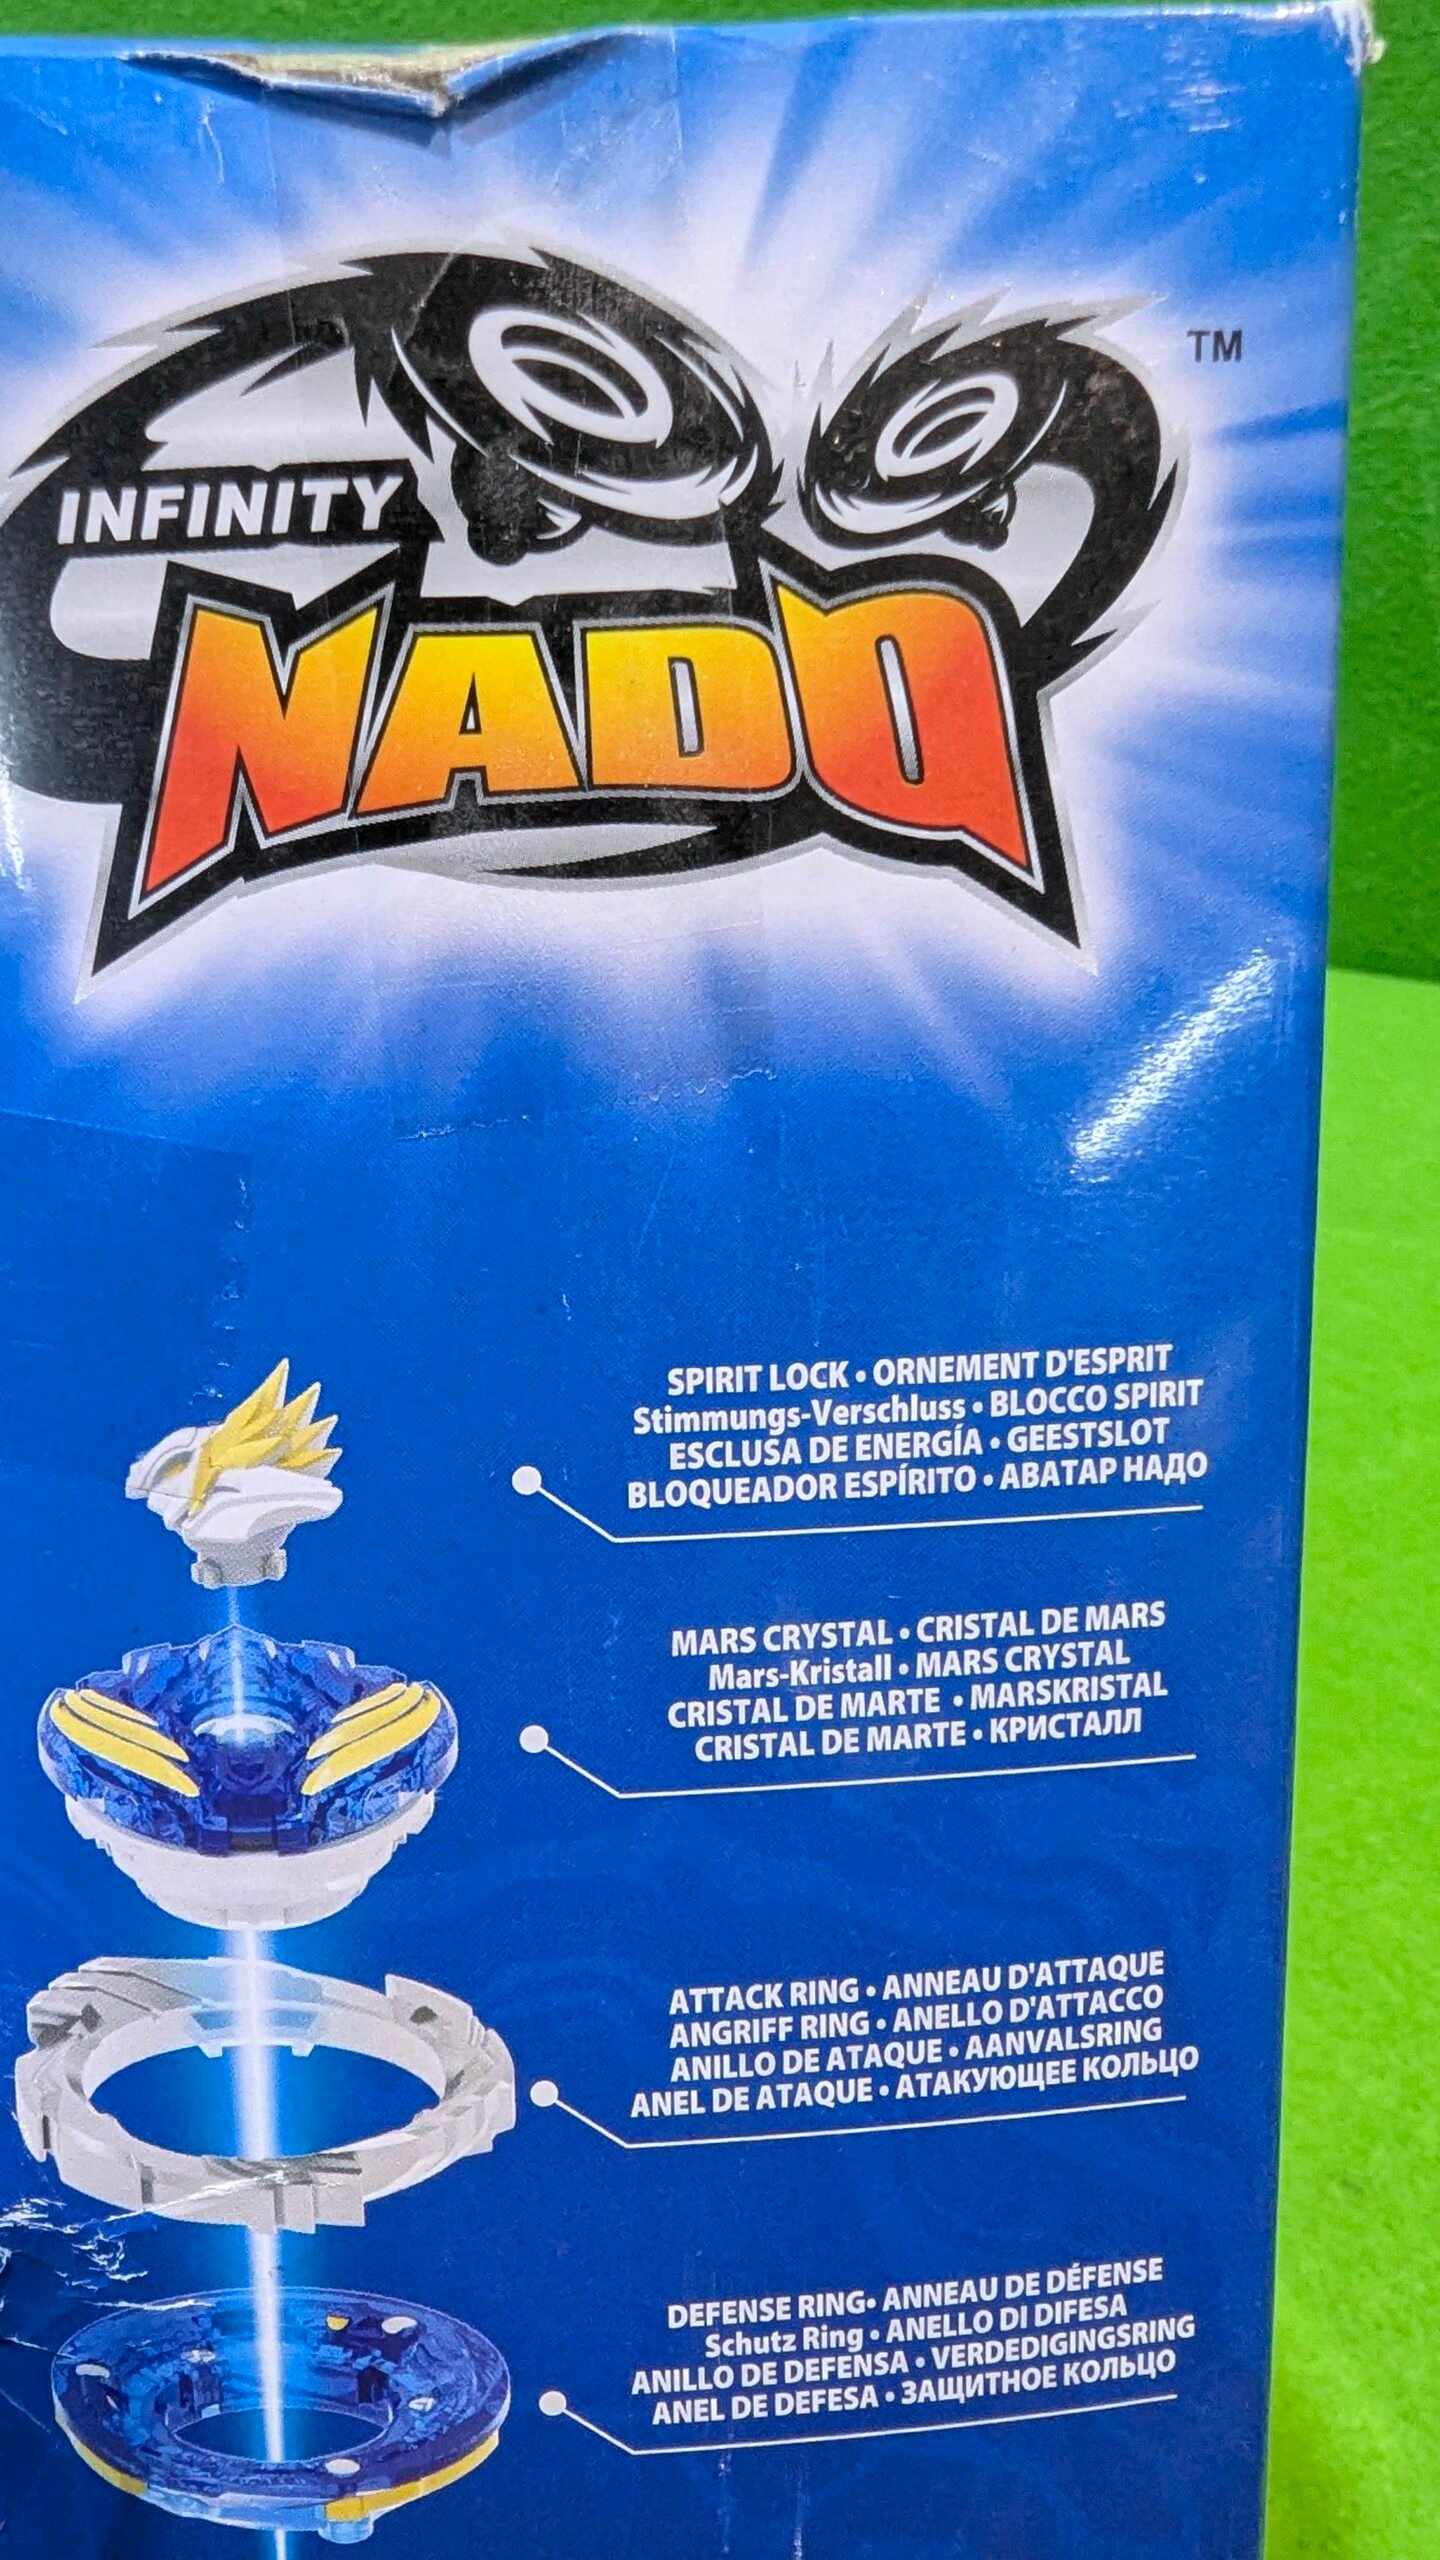 TM
INFINITY
NADO
SPIRIT LOCK • ORNEMENT D'ESPRIT
Stimmungs-Verschluss • BLOCCO SPIRIT
ESCLUSA DE ENERGÍA • GEESTSLOT
BLOQUEADOR ESPÍRITO • АВАТАР НАДО
MARS CRYSTAL • CRISTAL DE MARS
Mars-Kristall • MARS CRYSTAL
CRISTAL DE MARTE • MARSKRISTAL
CRISTAL DE MARTE • КРИСТАЛЛ
ATTACK RING • ANNEAU D'ATTAQUE
ANGRIFF RING • ANELLO D'ATTACCO
ANILLO DE ATAQUE • AANVALSRING
ANEL DE ATAQUE • АТАКУЮЩЕЕ КОЛЬЦО
DEFENSE RING• ANNEAU DE DÉFENSE
Schutz Ring • ANELLO DI DIFESA
ANILLO DE DEFENSA • VERDEDIGINGSRING
ANEL DE DEFESA • ЗАЩИТНОЕ КОЛЬЦО